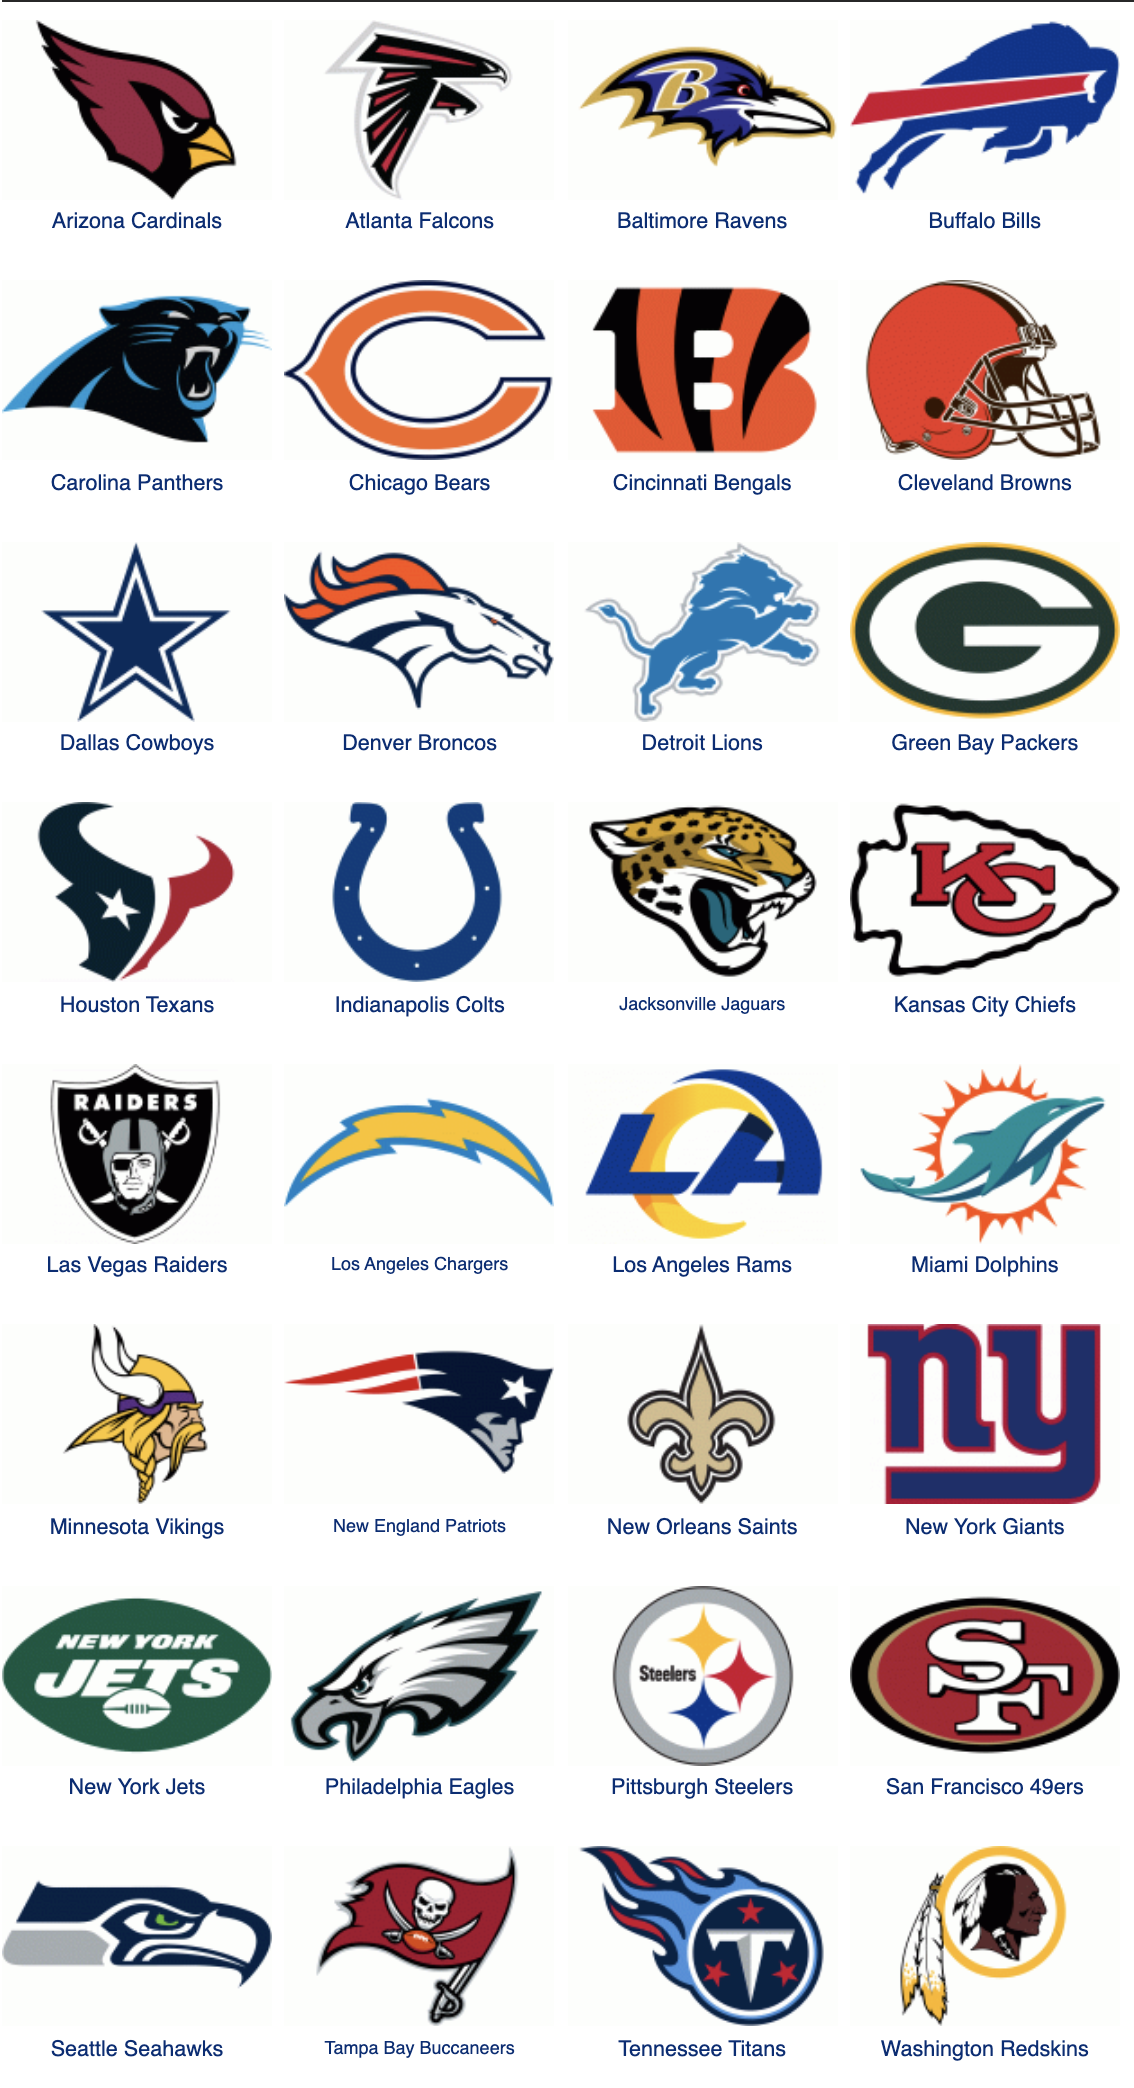 B
Arizona Cardinals
Atlanta Falcons
Baltimore Ravens
Buffalo Bills
C
B
Carolina Panthers
Chicago Bears
Cincinnati Bengals
Cleveland Browns
G
Dallas Cowboys
Denver Broncos
Detroit Lions
Green Bay Packers
KC
Houston Texans
Indianapolis Colts
Jacksonville Jaguars
Kansas City Chiefs
RAIDERS
LA
Las Vegas Raiders
Los Angeles Chargers
Los Angeles Rams
Miami Dolphins
ny
Minnesota Vikings
New England Patriots
New Orleans Saints
New York Giants
NEW YORK
JETS
Steelers
SF
New York Jets
Philadelphia Eagles
Pittsburgh Steelers
San Francisco 49ers
T
Seattle Seahawks
Tampa Bay Buccaneers
Tennessee Titans
Washington Redskins